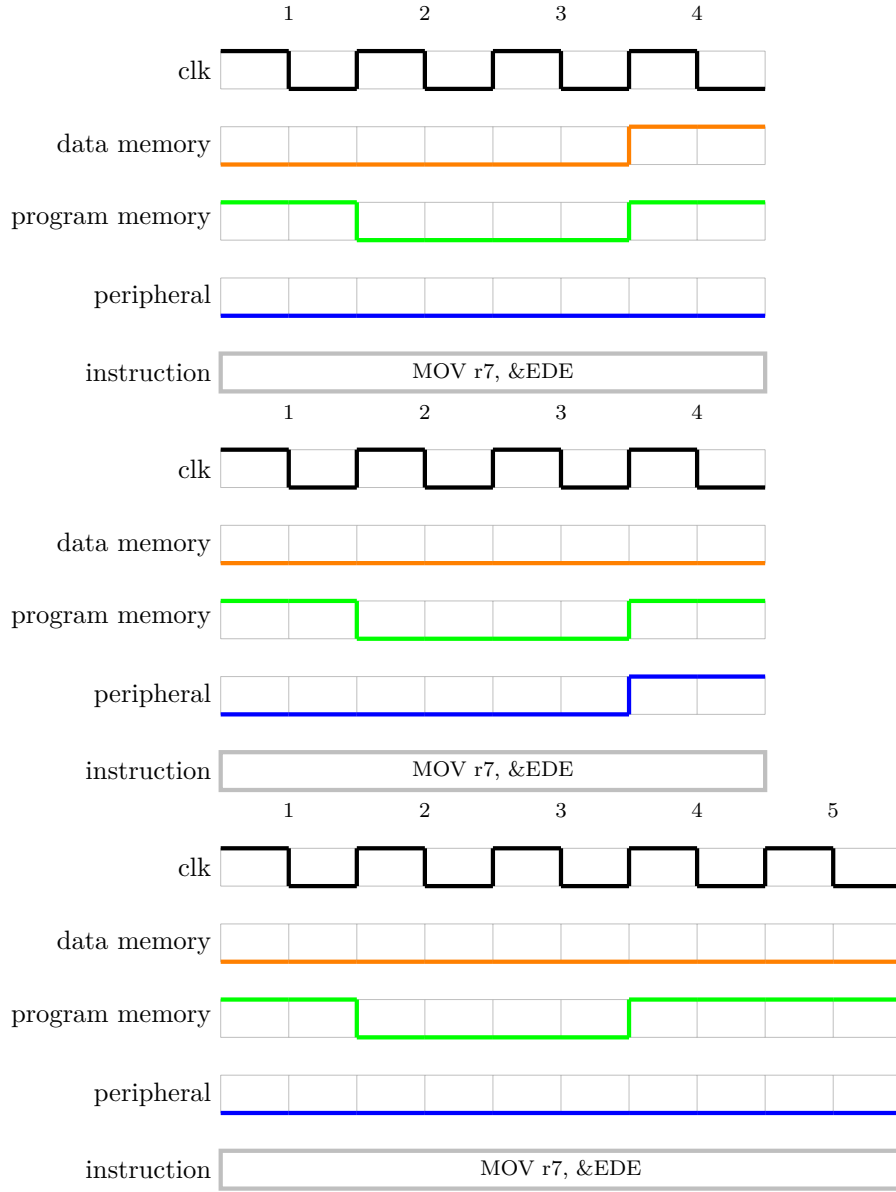 1 2 3 4
clk
data memory
program memory
peripheral
instruction MOV r7, &EDE
1 2 3 4
clk
data memory
program memory
peripheral
instruction MOV r7, &EDE
1 2 3 4 5
clk
data memory
program memory
peripheral
instruction MOV r7, &EDE